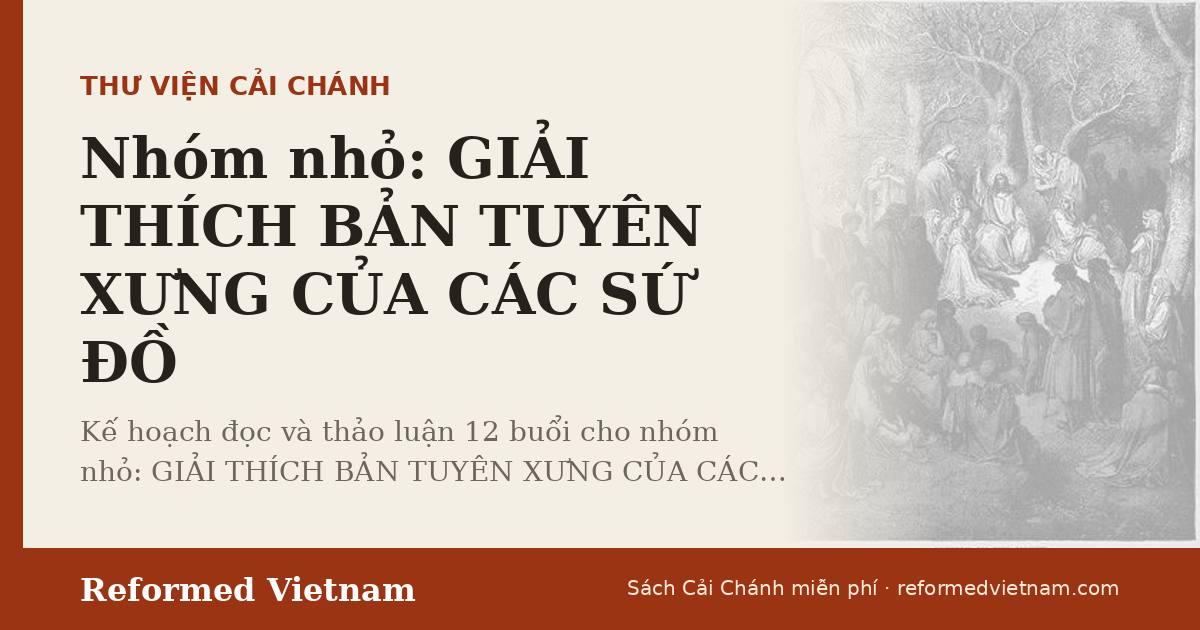 THƯ VIỆN CẢI CHÁNH
Nhóm nhỏ: GIẢI
THÍCH BẢN TUYÊN
XƯNG CỦA CÁC SỨ
ĐỒ
Kế hoạch đọc và thảo luận 12 buổi cho nhóm
nhỏ: GIẢI THÍCH BẢN TUYÊN XƯNG CỦA CÁC…
Reformed Vietnam
Sách Cải Chánh miễn phí · reformedvietnam.com